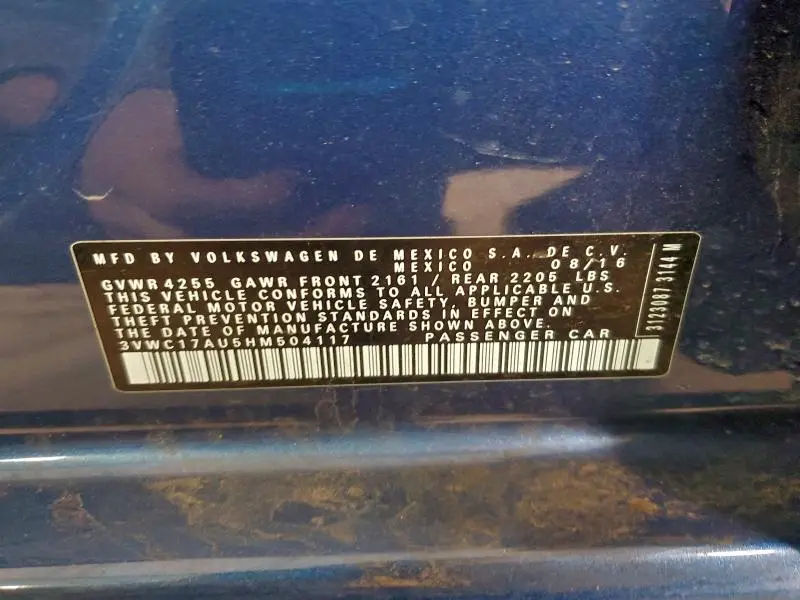 MFD BY VOLKSWAGEN DE MEXICO S.A. DE C.V.
MEXICO 08/16
GVWR 4255 GAWR FRONT 2161 / REAR 2205 LBS
THIS VEHICLE CONFORMS TO ALL APPLICABLE U.S.
FEDERAL MOTOR VEHICLE SAFETY, BUMPER AND
THEFT PREVENTION STANDARDS IN EFFECT ON
THE DATE OF MANUFACTURE SHOWN ABOVE.
3VWC17AU5HM504117 PASSENGER CAR
3123087 3144 M